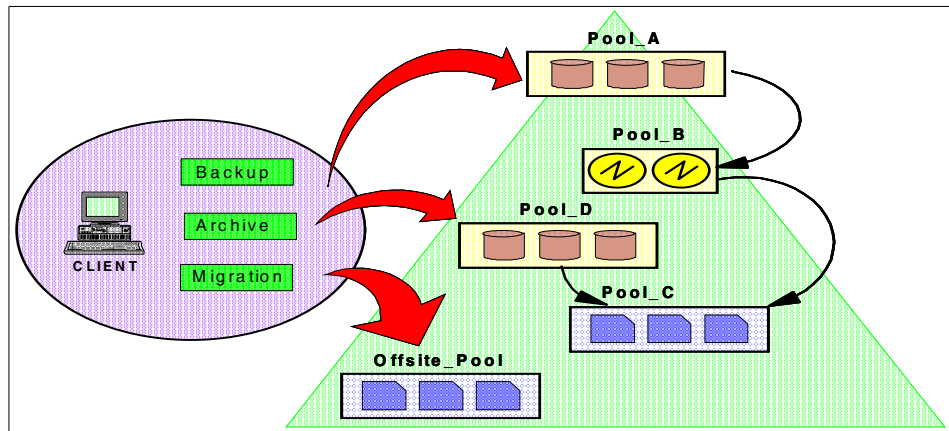 Pool_A
Pool_B
Backup
Archive
Migration
CLIENT
Pool_D
Pool_C
Offsite_Pool